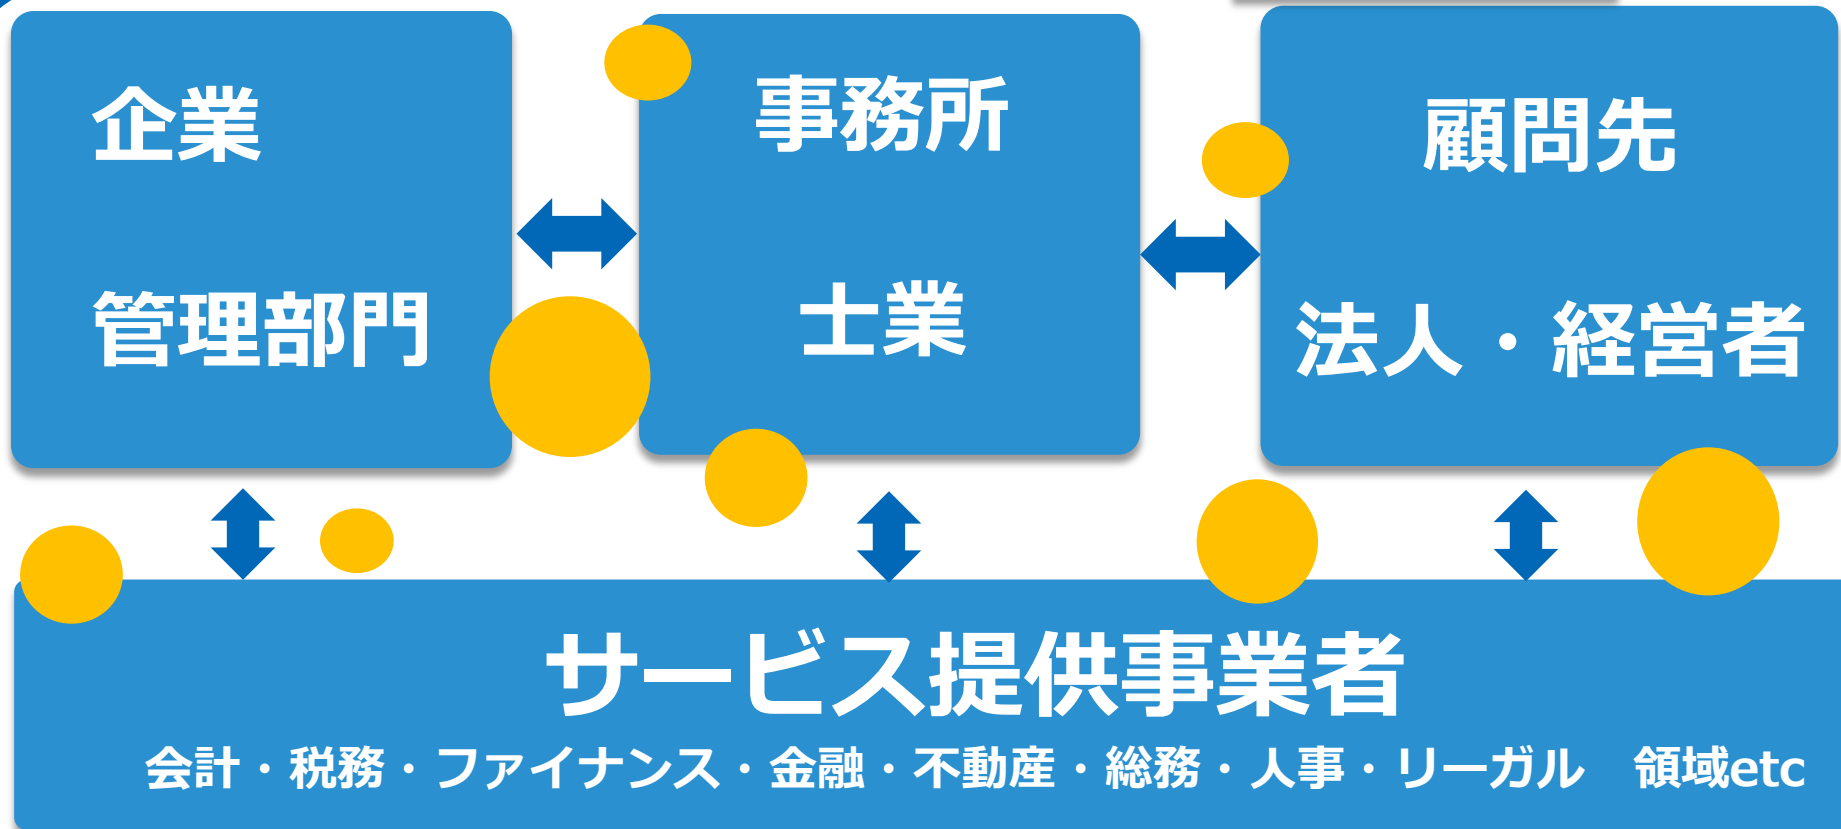 企業
管理部門
事務所
士業
顧問先
法人・経営者
サービス提供事業者
会計・税務・ファイナンス・金融・不動産・総務・人事・リーガル　領域etc